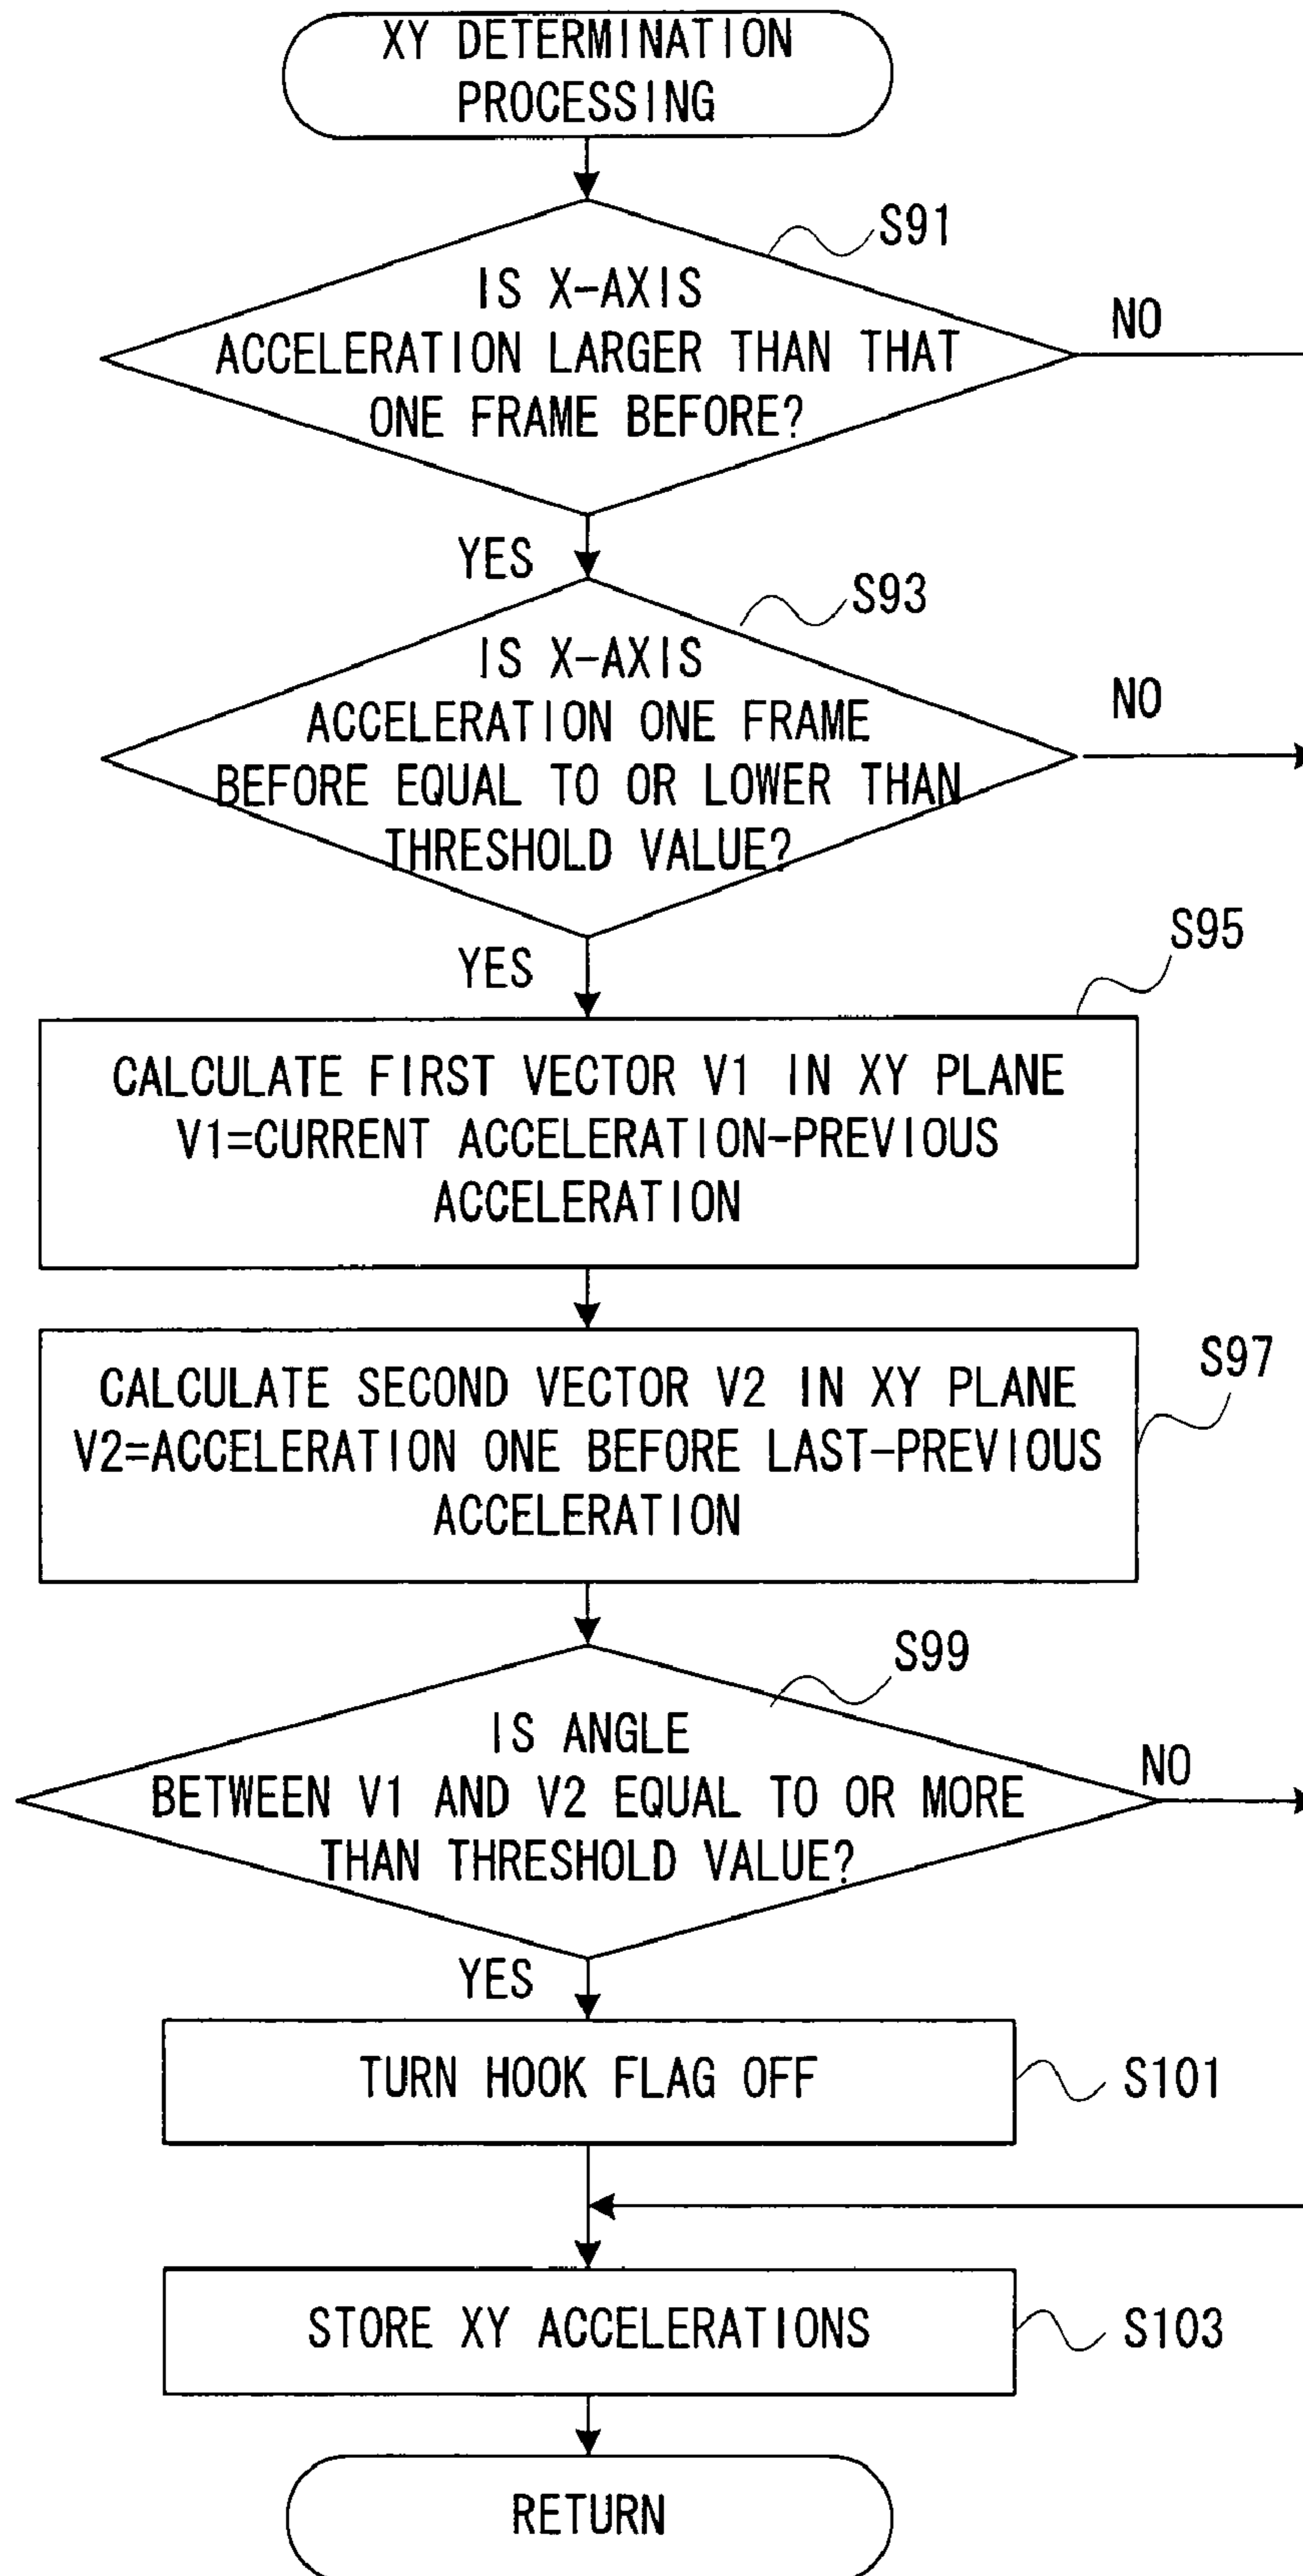 XY DETERMINATION
PROCESSING
S91
IS X-AXIS
NO
ACCELERATION LARGER THAN THAT
ONE FRAME BEFORE?
YES
S93
IS X-AXIS
NO
ACCELERATION ONE FRAME
BEFORE EQUAL TO OR LOWER THAN
THRESHOLD VALUE?
YES
S95
CALCULATE FIRST VECTOR V1 IN XY PLANE
V1=CURRENT ACCELERATION-PREVIOUS
ACCELERATION
S97
CALCULATE SECOND VECTOR V2 IN XY PLANE
V2=ACCELERATION ONE BEFORE LAST-PREVIOUS
ACCELERATION
S99
IS ANGLE
NO
BETWEEN V1 AND V2 EQUAL TO OR MORE
THAN THRESHOLD VALUE?
YES
TURN HOOK FLAG OFF
S101
STORE XY ACCELERATIONS
S103
RETURN